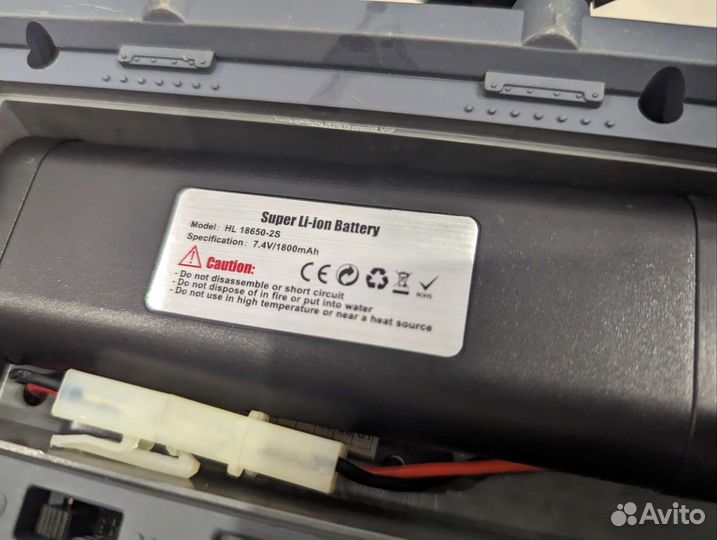 Super Li-ion Battery
Model: HL 18650-2S
Specification: 7.4V/1800mAh
Caution:
CE
RoHS
- Do not disassemble or short circuit
- Do not dispose of in fire or put into water
- Do not use in high temperature or near a heat source
Avito